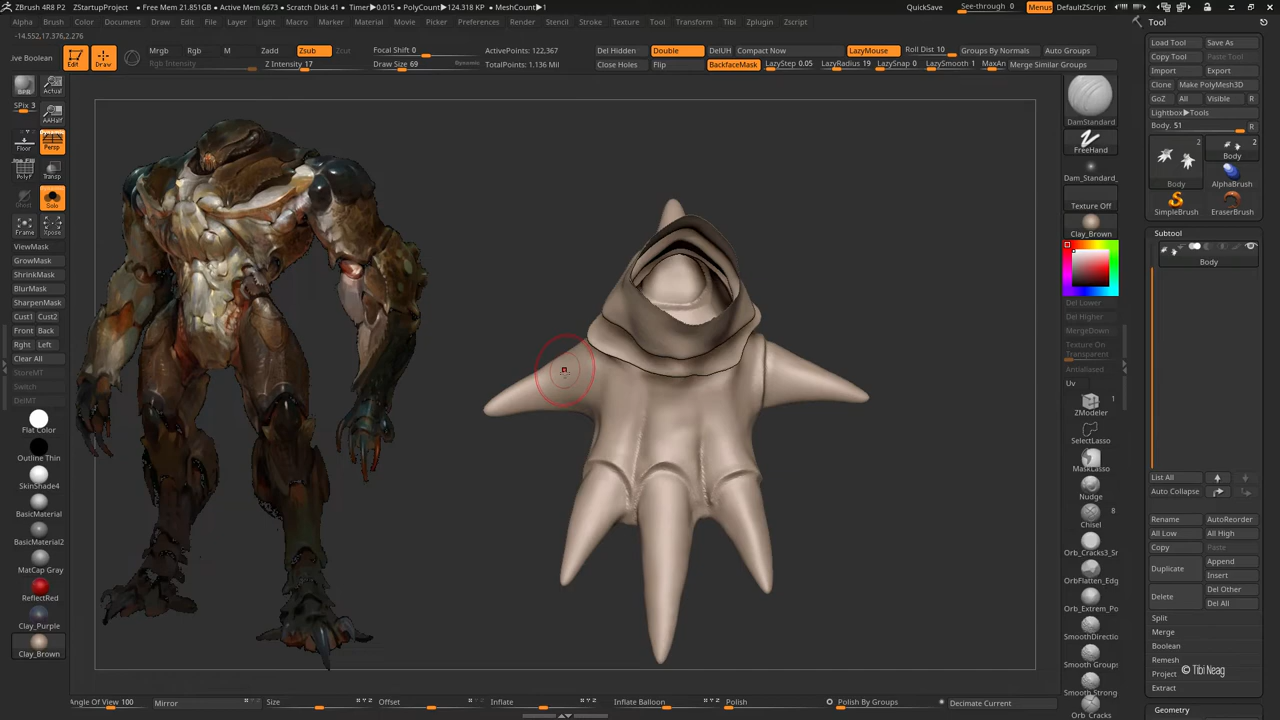 ZBrush 4R8 P2 ZStartupProject • Free Mem 21.851GB • Active Mem 6673 • Scratch Disk 41 • Timer▶0.015 • PolyCount▶124.318 KP • MeshCount▶1 QuickSave See-through 0 Menus DefaultZScript
Alpha Brush Color Document Draw Edit File Layer Light Macro Marker Material Movie Picker Preferences Render Stencil Stroke Texture Tool Transform Tibi Zplugin Zscript
-14.552,17.376,2.276
Live Boolean Edit Draw
Mrgb Rgb M Zadd Zsub Zcut Focal Shift 0 ActivePoints: 122,367 Del Hidden Double DelUH Compact Now LazyMouse Roll Dist 10 Groups By Normals Auto Groups
Rgb Intensity Z Intensity 17 Draw Size 69 Dynamic TotalPoints: 1.136 Mil Close Holes Flip BackfaceMask LazyStep 0.05 LazyRadius 19 LazySnap 0 LazySmooth 1 MaxAn Merge Similar Groups
BPR Actual
SPix 3 AAHalf
Floor Persp
PolyF Transp
Ghost Solo
Frame Xpose
ViewMask
GrowMask
ShrinkMask
BlurMask
SharpenMask
Cust1 Cust2
Front Back
Rght Left
Clear All
StoreMT
Switch
DelMT
Flat Color
Outline Thin
SkinShade4
BasicMaterial
BasicMaterial2
MatCap Gray
ReflectRed
Clay_Purple
Clay_Brown
DamStandard
FreeHand
Dam_Standard_
Texture Off
Clay_Brown
Del Lower
Del Higher
MergeDown
Texture On
Transparent
Antialiased
Uv
1
ZModeler
SelectLasso
MaskLasso
Nudge
8
Chisel
Orb_Cracks3_Sr
OrbFlatten_Edg
Orb_Extrem_Po
SmoothDirectio
Smooth Groups
Smooth Strong
Orb_Cracks
Tool
Load Tool Save As
Copy Tool Paste Tool
Import Export
Clone Make PolyMesh3D
GoZ All Visible R
Lightbox▶Tools
Body. 51 R
2 2
Body
Body AlphaBrush
SimpleBrush EraserBrush
Subtool
Body
List All
Auto Collapse
Rename AutoReorder
All Low All High
Copy Paste
Duplicate Append
Insert
Delete Del Other
Del All
Split
Merge
Boolean
Remesh
Project
Extract
© Tibi Neag
Geometry
Angle Of View 100 Mirror Size Offset Inflate Inflate Balloon Polish Polish By Groups Decimate Current